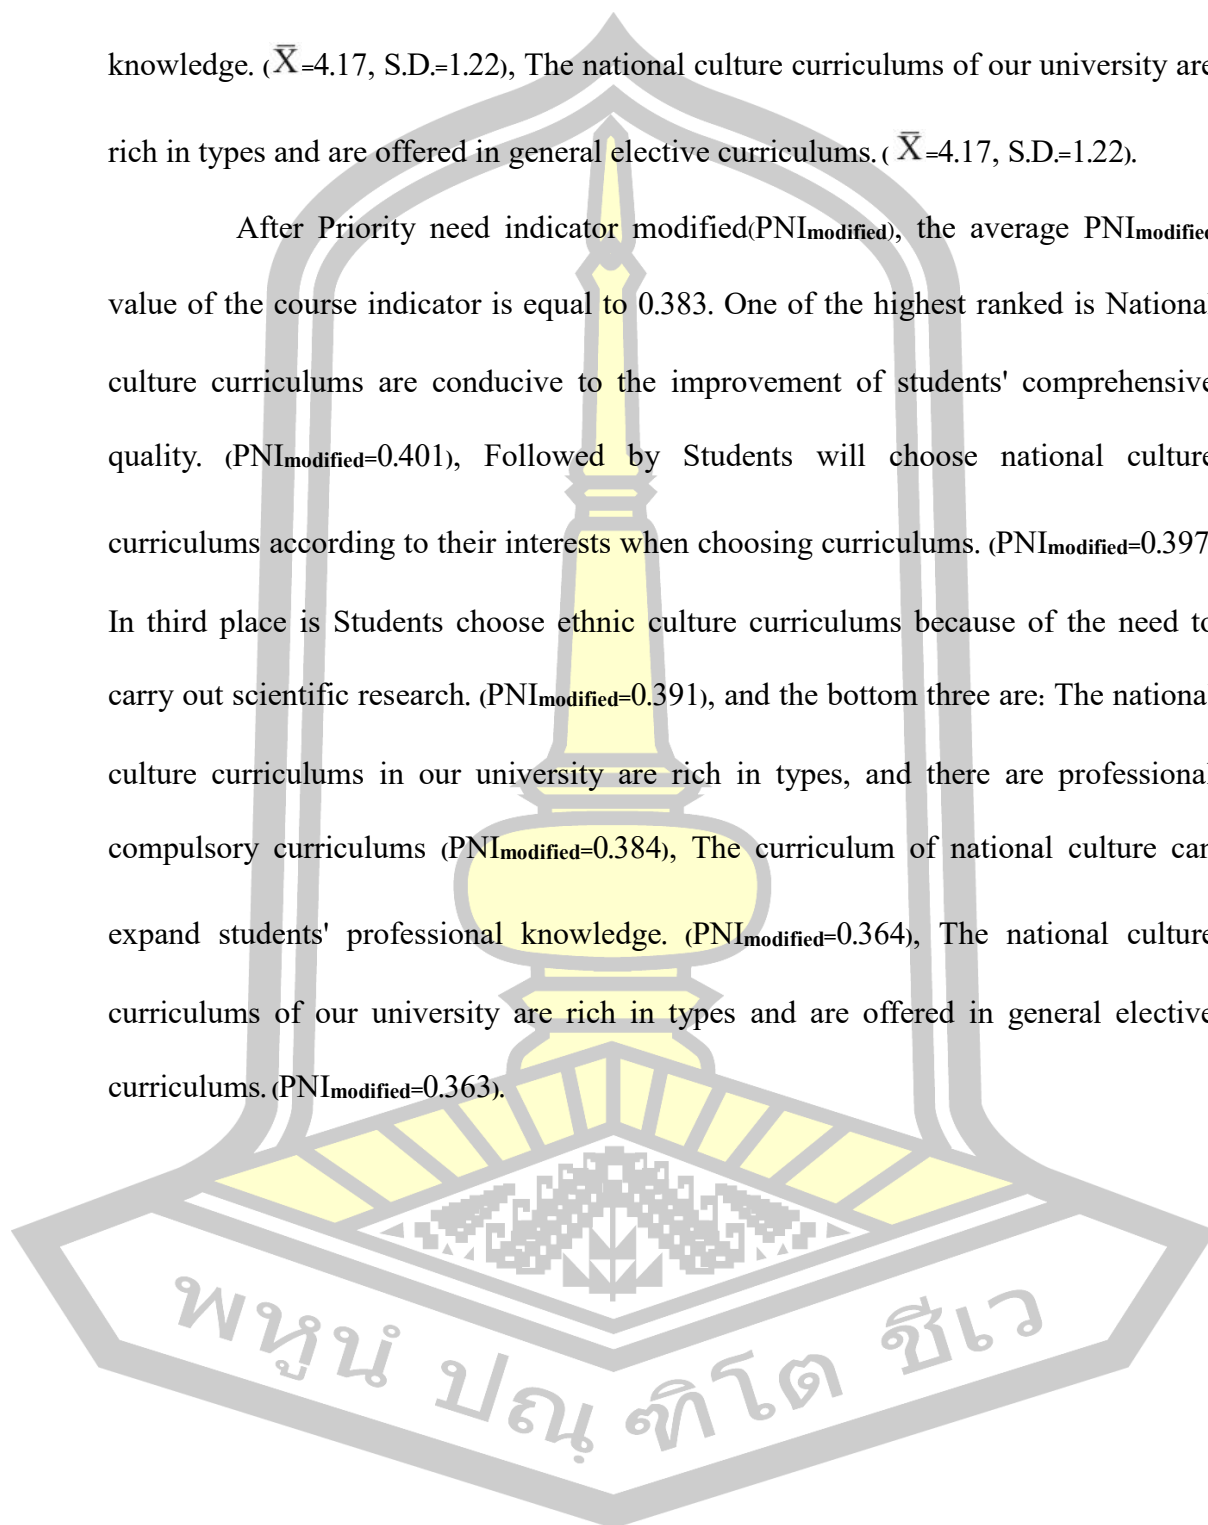 knowledge. (X̄=4.17, S.D.=1.22), The national culture curriculums of our university are
rich in types and are offered in general elective curriculums. ( X̄=4.17, S.D.=1.22).
After Priority need indicator modified(PNImodified), the average PNImodified
value of the course indicator is equal to 0.383. One of the highest ranked is National
culture curriculums are conducive to the improvement of students' comprehensive
quality. (PNImodified=0.401), Followed by Students will choose national culture
curriculums according to their interests when choosing curriculums. (PNImodified=0.397
In third place is Students choose ethnic culture curriculums because of the need to
carry out scientific research. (PNImodified=0.391), and the bottom three are: The national
culture curriculums in our university are rich in types, and there are professional
compulsory curriculums (PNImodified=0.384), The curriculum of national culture can
expand students' professional knowledge. (PNImodified=0.364), The national culture
curriculums of our university are rich in types and are offered in general elective
curriculums. (PNImodified=0.363).
พหูนํ ปณฺ ฑิโต ชีเว